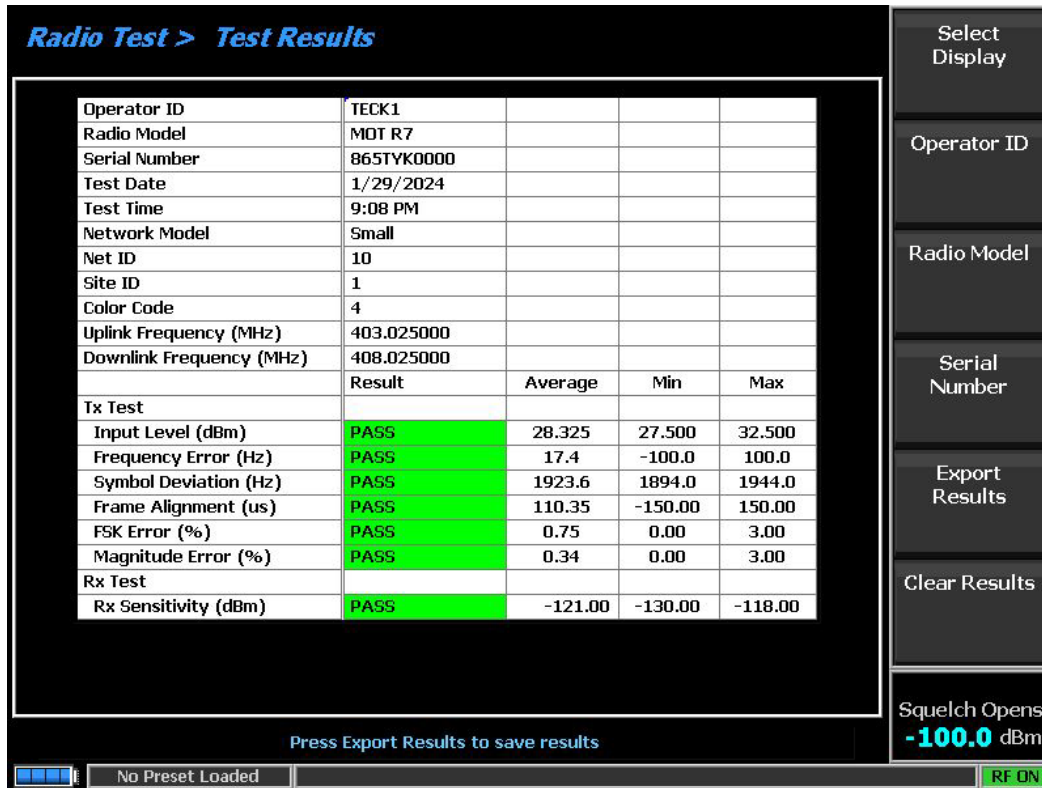 Radio Test > Test Results
Operator ID TECK1
Radio Model MOT R7
Serial Number 865TYK0000
Test Date 1/29/2024
Test Time 9:08 PM
Network Model Small
Net ID 10
Site ID 1
Color Code 4
Uplink Frequency (MHz) 403.025000
Downlink Frequency (MHz) 408.025000
Result Average Min Max
Tx Test
Input Level (dBm) PASS 28.325 27.500 32.500
Frequency Error (Hz) PASS 17.4 -100.0 100.0
Symbol Deviation (Hz) PASS 1923.6 1894.0 1944.0
Frame Alignment (us) PASS 110.35 -150.00 150.00
FSK Error (%) PASS 0.75 0.00 3.00
Magnitude Error (%) PASS 0.34 0.00 3.00
Rx Test
Rx Sensitivity (dBm) PASS -121.00 -130.00 -118.00
Press Export Results to save results
No Preset Loaded
Select
Display
Operator ID
Radio Model
Serial
Number
Export
Results
Clear Results
Squelch Opens
-100.0 dBm
RF ON